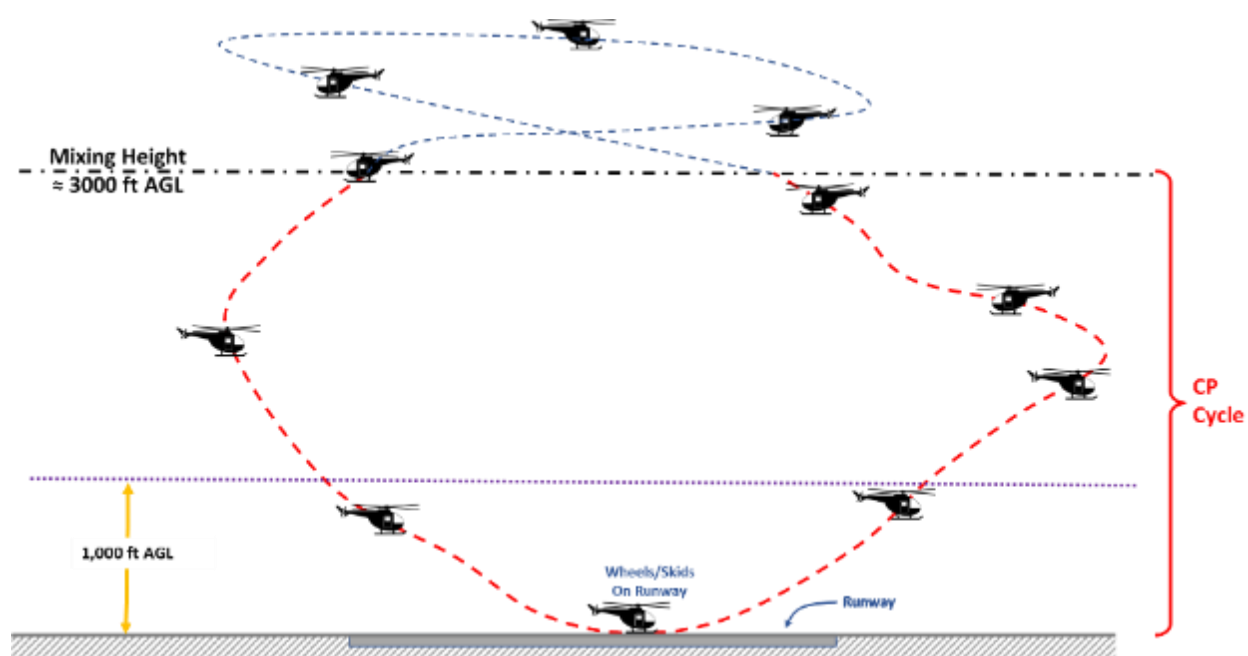 Mixing Height
≈ 3000 ft AGL
CP
Cycle
1,000 ft AGL
Wheels/Skids
On Runway
Runway